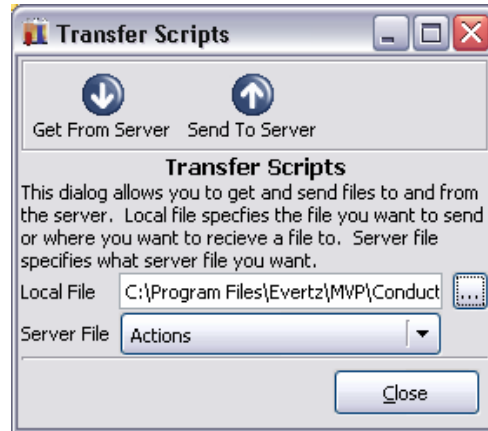 Transfer Scripts
Get From Server Send To Server
Transfer Scripts
This dialog allows you to get and send files to and from
the server. Local file specfies the file you want to send
or where you want to recieve a file to. Server file
specifies what server file you want.
Local File C:\Program Files\Evertz\MVP\Conduct ...
Server File Actions
Close